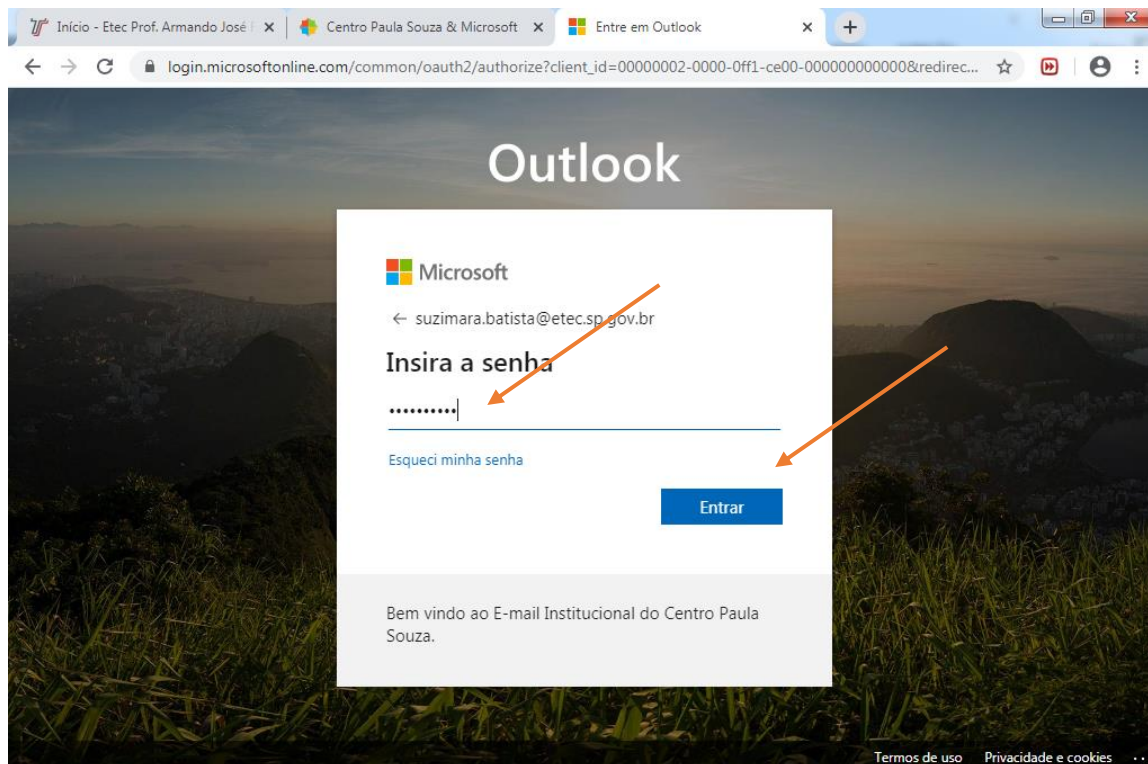 Início - Etec Prof. Armando José
Centro Paula Souza & Microsoft
Entre em Outlook
login.microsoftonline.com/common/oauth2/authorize?client_id=00000002-0000-0ff1-ce00-000000000000&redirec...
Outlook
Microsoft
suzimara.batista@etec.sp.gov.br
Insira a senha
Esqueci minha senha
Entrar
Bem vindo ao E-mail Institucional do Centro Paula
Souza.
Termos de uso Privacidade e cookies